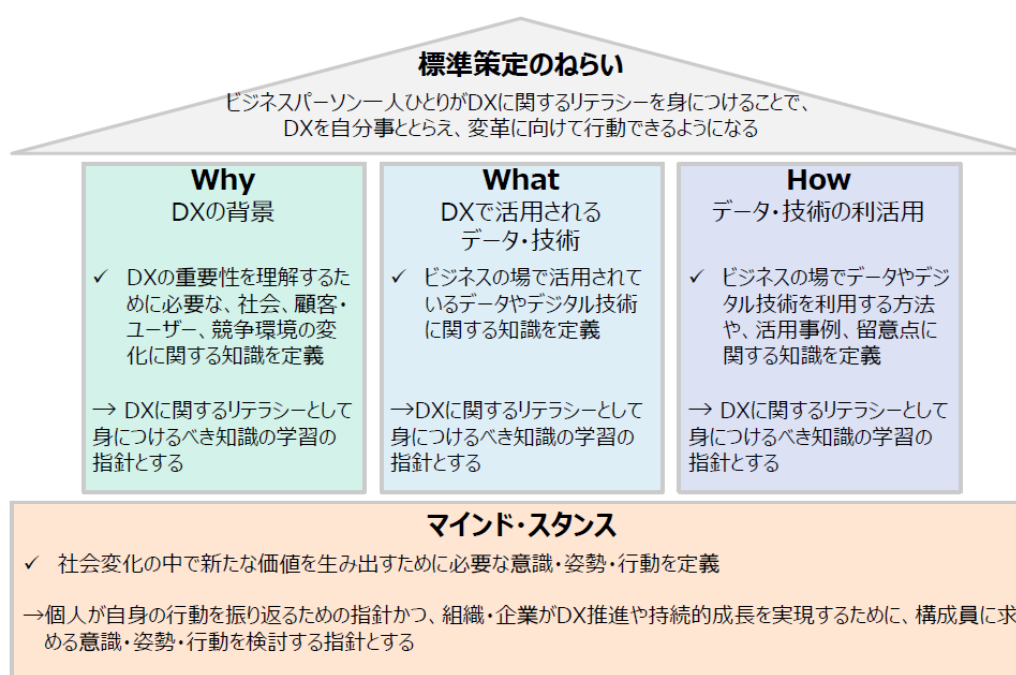 標準策定のねらい
ビジネスパーソン一人ひとりがDXに関するリテラシーを身につけることで、
DXを自分事ととらえ、変革に向けて行動できるようになる
Why
DXの背景
✓ DXの重要性を理解するた
めに必要な、社会、顧客・
ユーザー、競争環境の変
化に関する知識を定義
→ DXに関するリテラシーとして
身につけるべき知識の学習の
指針とする
What
DXで活用される
データ・技術
✓ ビジネスの場で活用されて
いるデータやデジタル技術
に関する知識を定義
→DXに関するリテラシーとして
身につけるべき知識の学習の
指針とする
How
データ・技術の利活用
✓ ビジネスの場でデータやデジ
タル技術を利用する方法
や、活用事例、留意点に
関する知識を定義
→ DXに関するリテラシーとして
身につけるべき知識の学習の
指針とする
マインド・スタンス
✓ 社会変化の中で新たな価値を生み出すために必要な意識・姿勢・行動を定義
→個人が自身の行動を振り返るための指針かつ、組織・企業がDX推進や持続的成長を実現するために、構成員に求
める意識・姿勢・行動を検討する指針とする